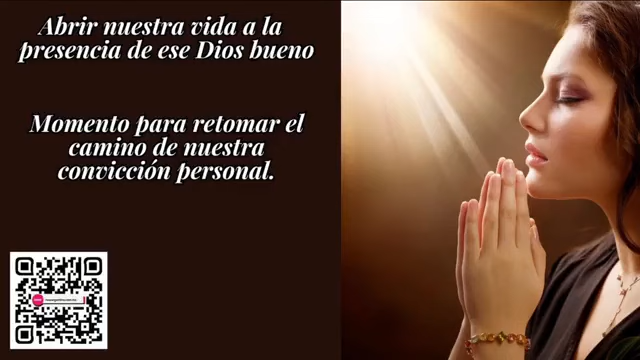 Abrir nuestra vida a la
presencia de ese Dios bueno
Momento para retomar el
camino de nuestra
convicción personal.